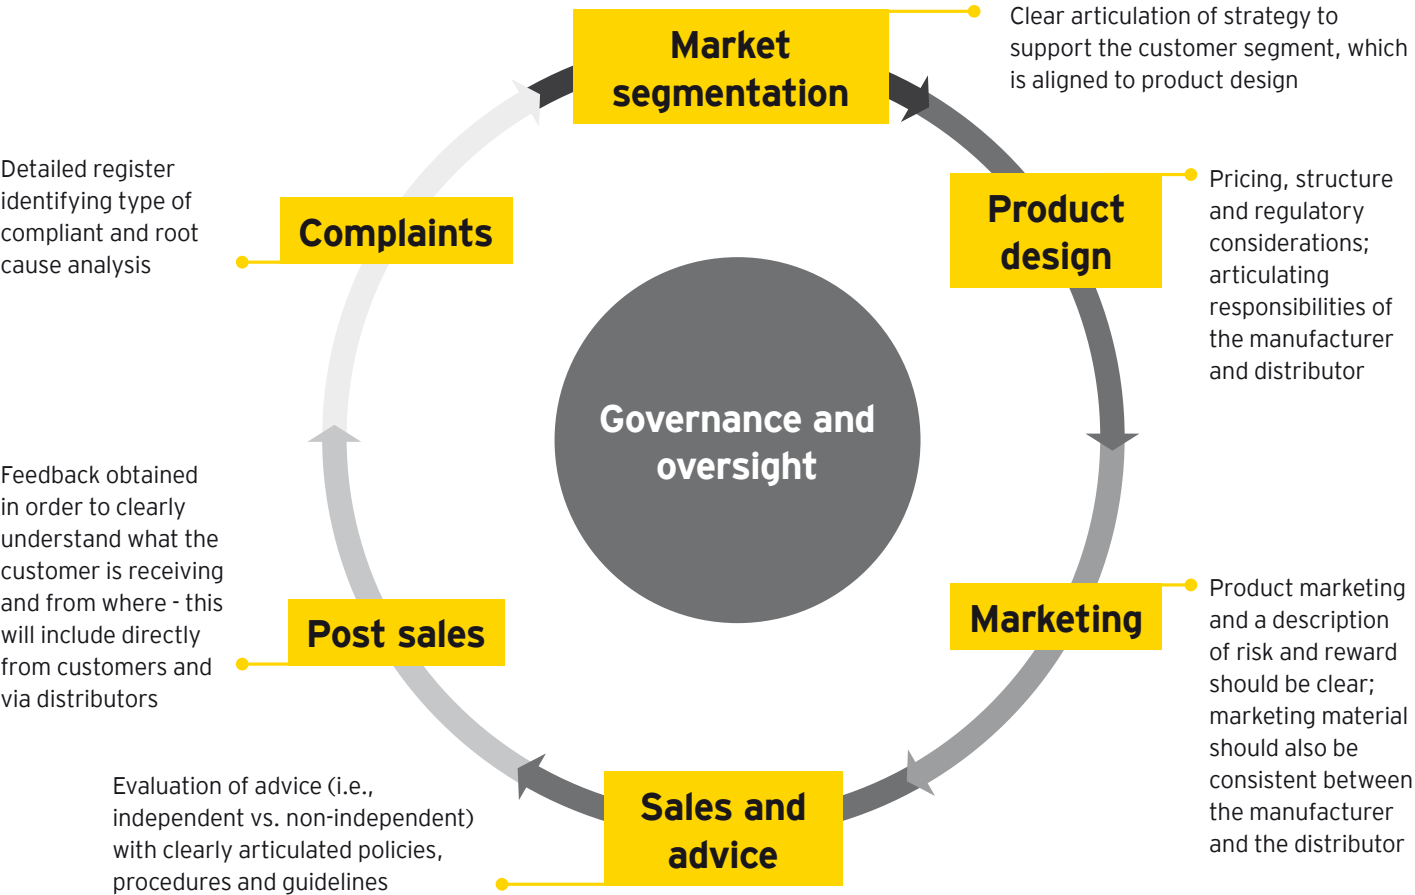 Market
segmentation
Clear articulation of strategy to
support the customer segment, which
is aligned to product design
Product
design
Pricing, structure
and regulatory
considerations;
articulating
responsibilities of
the manufacturer
and distributor
Marketing
Product marketing
and a description
of risk and reward
should be clear;
marketing material
should also be
consistent between
the manufacturer
and the distributor
Sales and
advice
Evaluation of advice (i.e.,
independent vs. non-independent)
with clearly articulated policies,
procedures and guidelines
Post sales
Feedback obtained
in order to clearly
understand what the
customer is receiving
and from where - this
will include directly
from customers and
via distributors
Complaints
Detailed register
identifying type of
compliant and root
cause analysis
Governance and
oversight